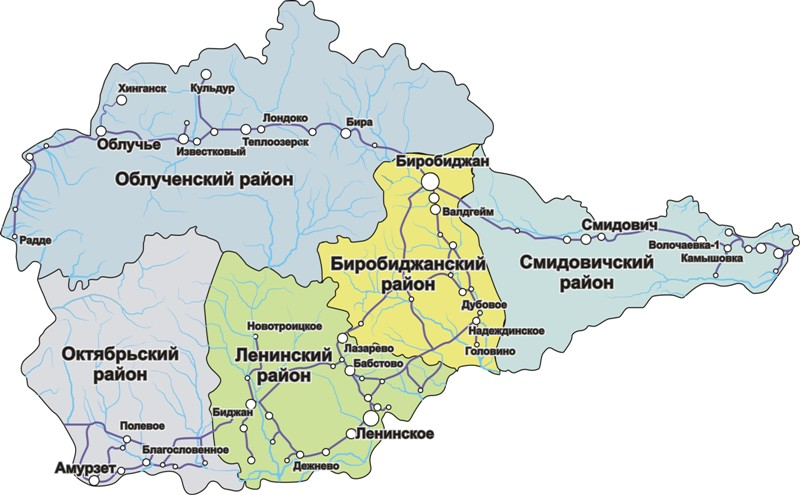 Хинганск
Кульдур
Облучье
Известковый
Теплоозерск
Лондоко
Бира
Облученский район
Радде
Биробиджан
Валдгейм
Смидович
Волочаевка-1
Камышовка
Биробиджанский
район
Смидовичский
район
Дубовое
Надеждинское
Головино
Новотроицкое
Лазарево
Бабстово
Октябрьский
район
Ленинский
район
Биджан
Полевое
Благословенное
Амурзет
Ленинское
Дежнево